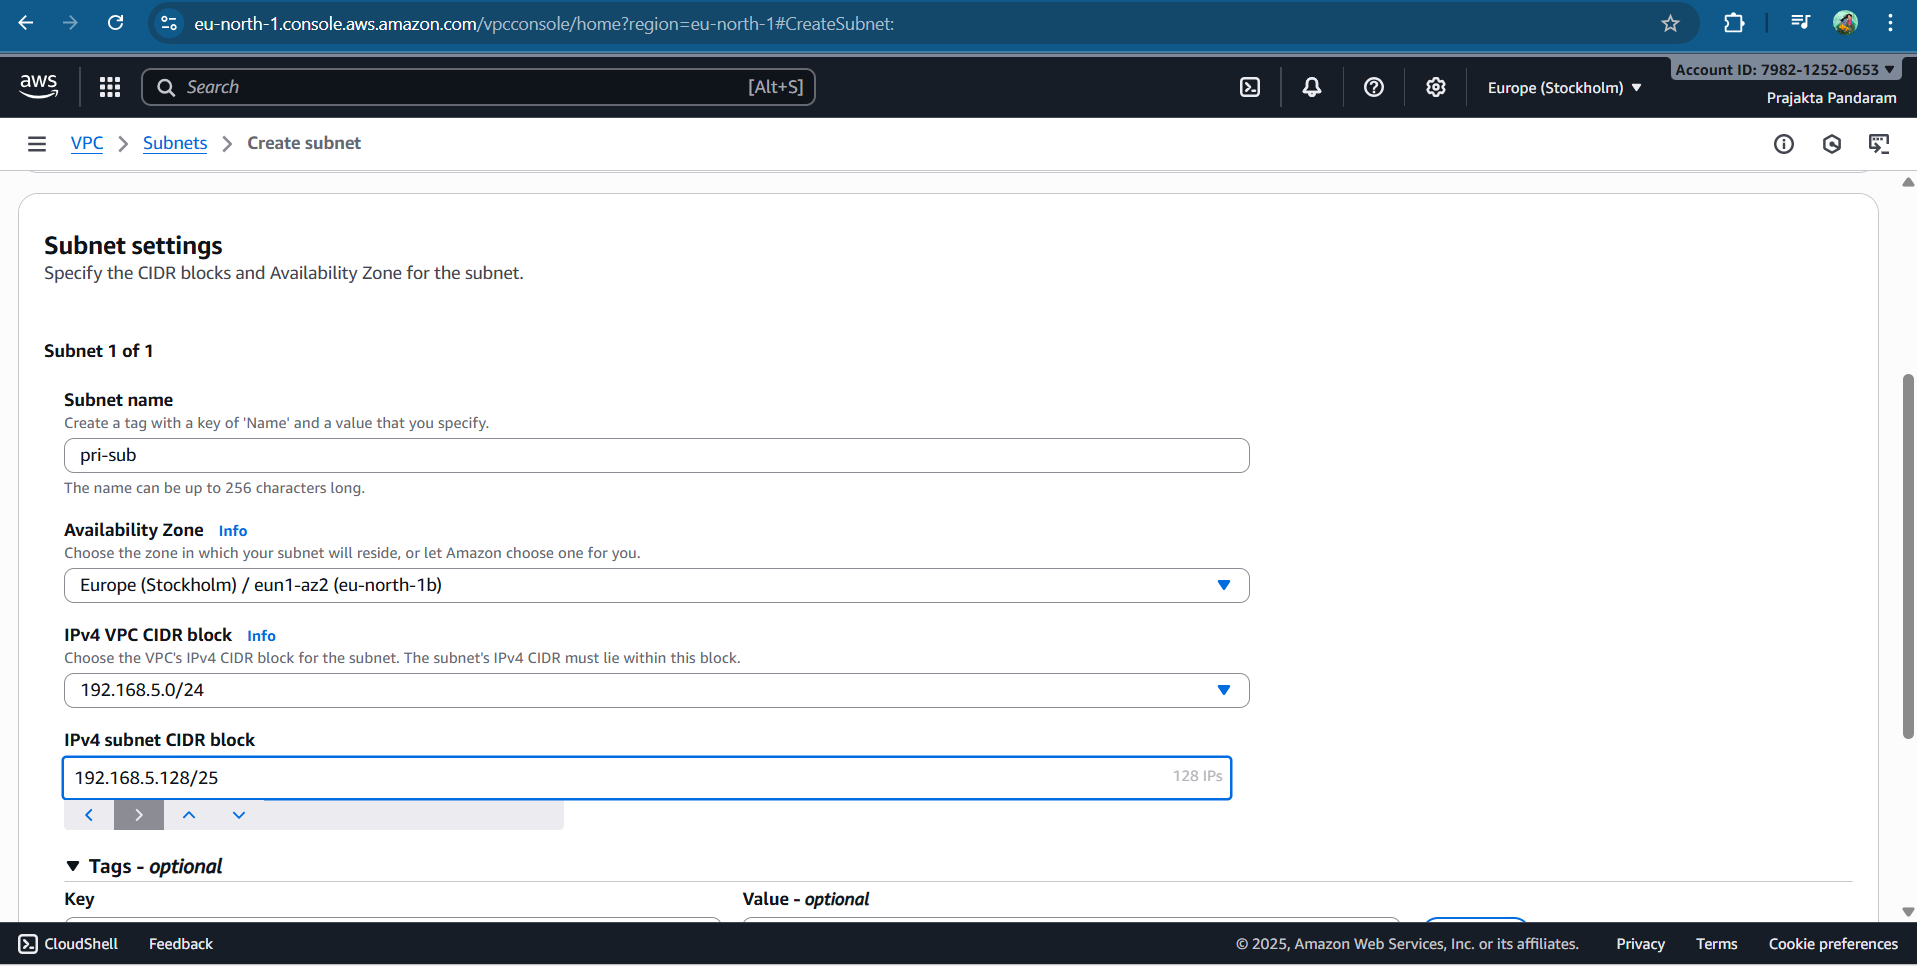 eu-north-1.console.aws.amazon.com/vpcconsole/home?region=eu-north-1#CreateSubnet:
aws
Search
[Alt+S]
Europe (Stockholm)
Account ID: 7982-1252-0653
Prajakta Pandaram
VPC
Subnets
Create subnet
Subnet settings
Specify the CIDR blocks and Availability Zone for the subnet.
Subnet 1 of 1
Subnet name
Create a tag with a key of 'Name' and a value that you specify.
pri-sub
The name can be up to 256 characters long.
Availability Zone Info
Choose the zone in which your subnet will reside, or let Amazon choose one for you.
Europe (Stockholm) / eun1-az2 (eu-north-1b)
IPv4 VPC CIDR block Info
Choose the VPC's IPv4 CIDR block for the subnet. The subnet's IPv4 CIDR must lie within this block.
192.168.5.0/24
IPv4 subnet CIDR block
192.168.5.128/25
128 IPs
Tags - optional
Key
Value - optional
CloudShell
Feedback
© 2025, Amazon Web Services, Inc. or its affiliates.
Privacy
Terms
Cookie preferences